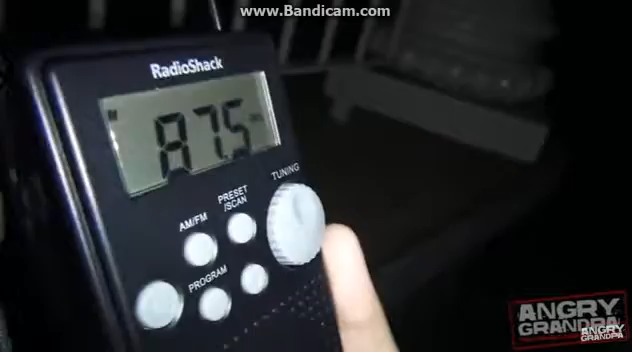 www.Bandicam.com
RadioShack
87.5
TUNING
PRESET
/SCAN
AM/FM
PROGRAM
ANGRY
GRANDPA
ANGRY
GRANDPA